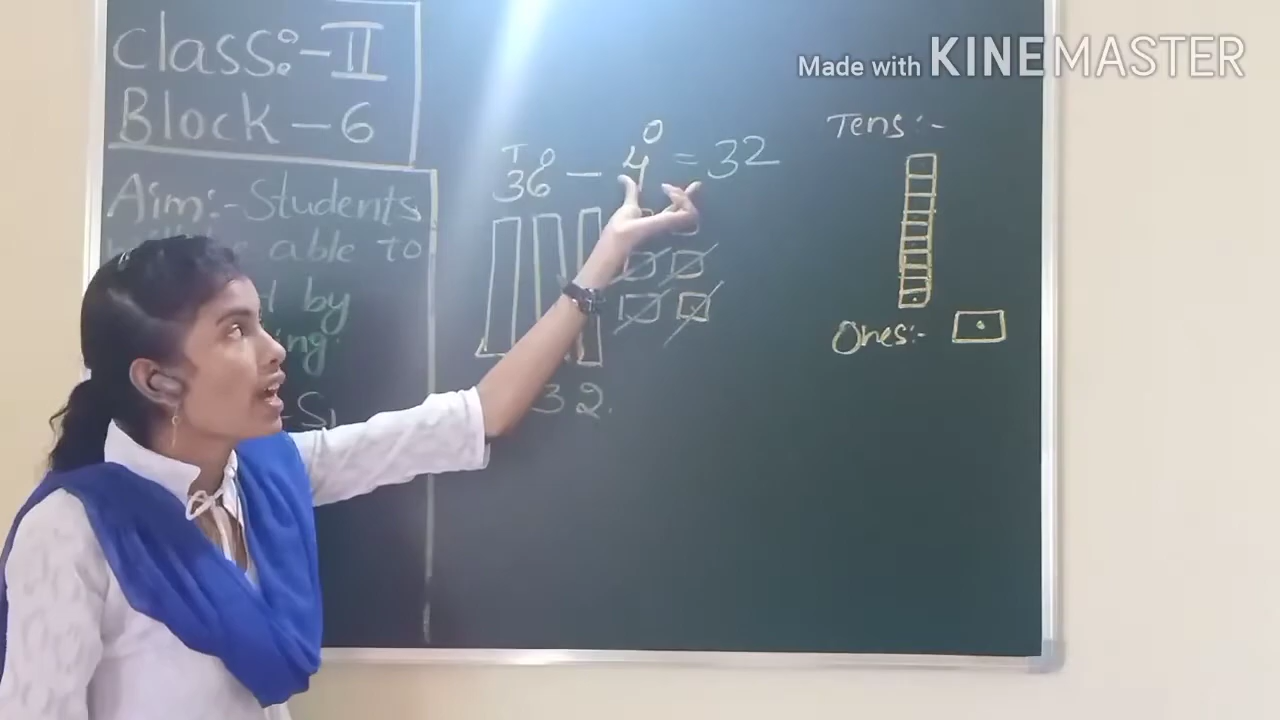 Class:-II
Block-6
Aim:-Students
able to
by
T O O
36 - 4 = 32
32.
Tens:-
Ones:-
Made with KINEMASTER